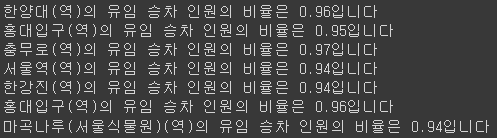 한양대(역)의 유임 승차 인원의 비율은 0.96입니다
홍대입구(역)의 유임 승차 인원의 비율은 0.95입니다
충무로(역)의 유임 승차 인원의 비율은 0.97입니다
서울역(역)의 유임 승차 인원의 비율은 0.94입니다
한강진(역)의 유임 승차 인원의 비율은 0.94입니다
홍대입구(역)의 유임 승차 인원의 비율은 0.96입니다
마곡나루(서울식물원)(역)의 유임 승차 인원의 비율은 0.94입니다